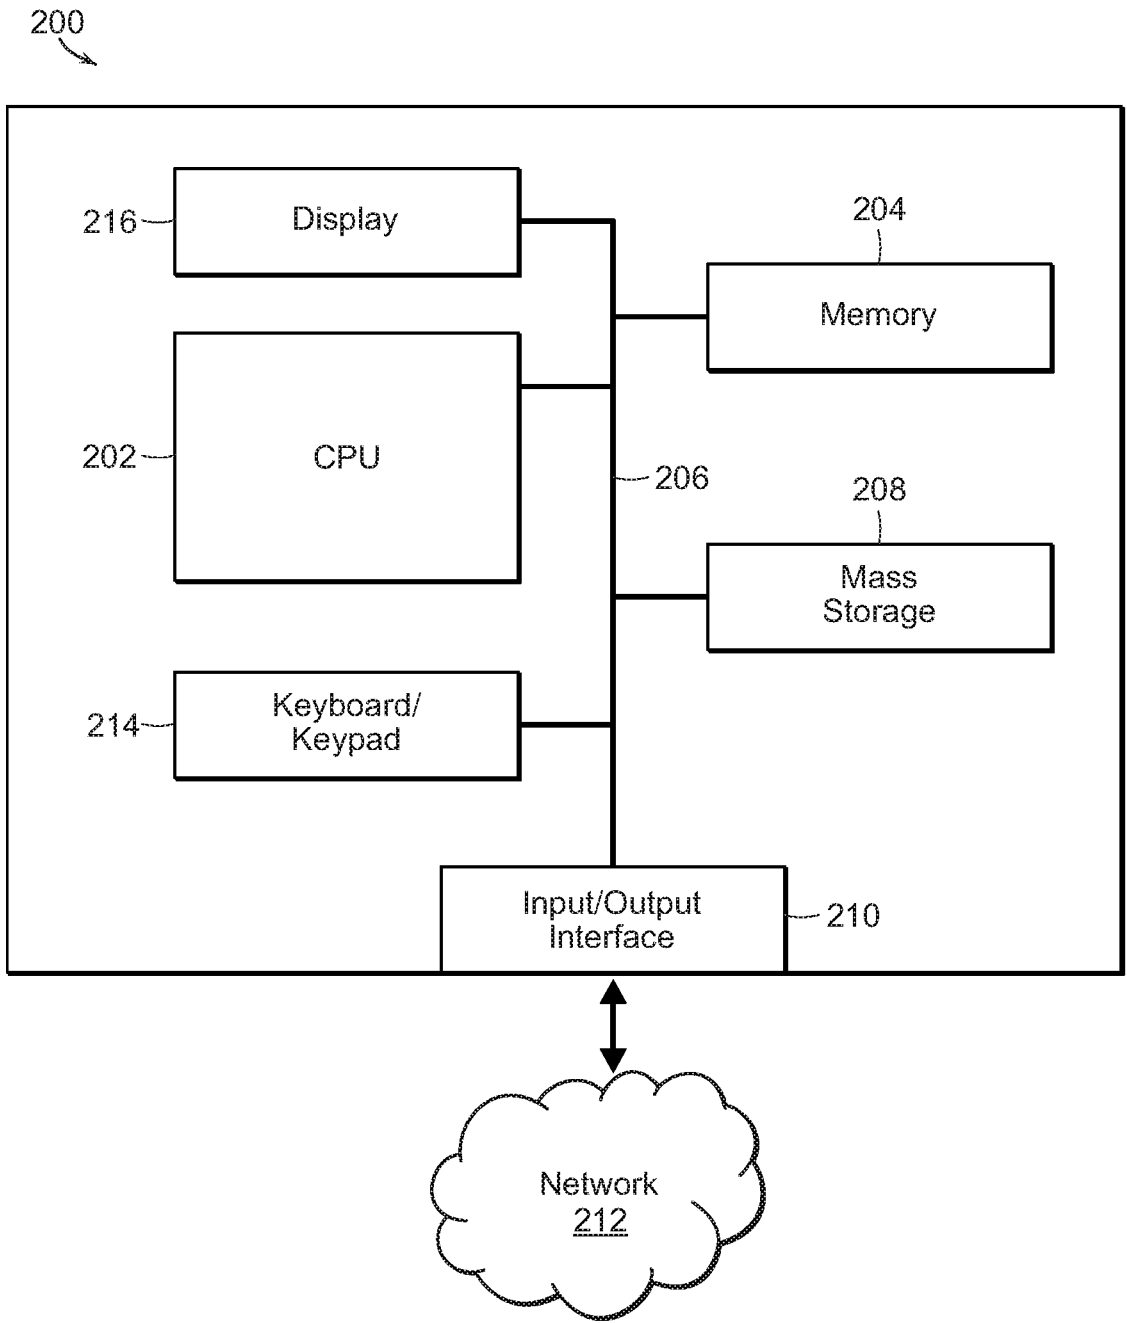 200
216
Display
204
Memory
202
CPU
206
208
Mass
Storage
214
Keyboard/
Keypad
Input/Output
Interface
210
Network
212